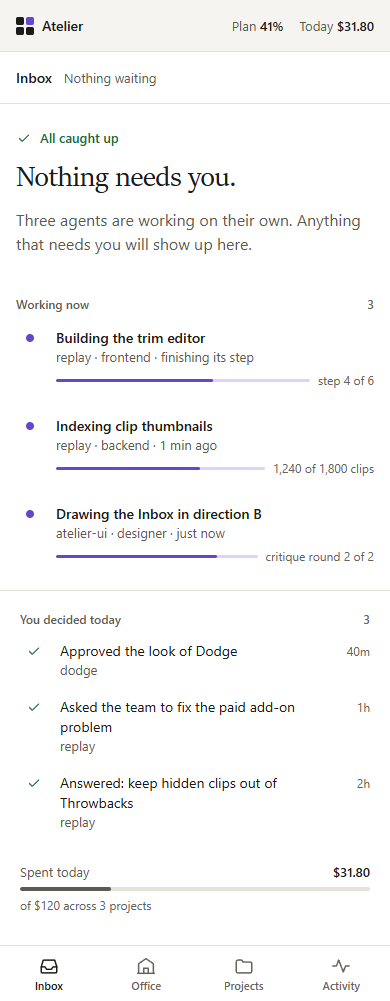 Atelier
Plan 41% Today $31.80
Inbox Nothing waiting
All caught up
Nothing needs you.
Three agents are working on their own. Anything
that needs you will show up here.
Working now 3
Building the trim editor
replay · frontend · finishing its step
step 4 of 6
Indexing clip thumbnails
replay · backend · 1 min ago
1,240 of 1,800 clips
Drawing the Inbox in direction B
atelier-ui · designer · just now
critique round 2 of 2
You decided today 3
Approved the look of Dodge 40m
dodge
Asked the team to fix the paid add-on 1h
problem
replay
Answered: keep hidden clips out of 2h
Throwbacks
replay
Spent today $31.80
of $120 across 3 projects
Inbox Office Projects Activity